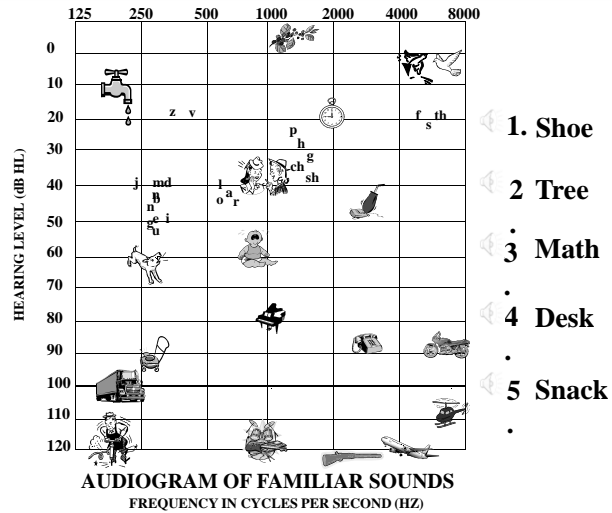 125 250 500 1000 2000 4000 8000
0
10
20
30
40
50
60
70
80
90
100
110
120
HEARING LEVEL (dB HL)
z v
f th
s
p
h
g
ch
sh
j m d
n
b
n
g e i
u
l
a
o r
AUDIOGRAM OF FAMILIAR SOUNDS
FREQUENCY IN CYCLES PER SECOND (HZ)
1. Shoe
2. Tree
3. Math
4. Desk
5. Snack